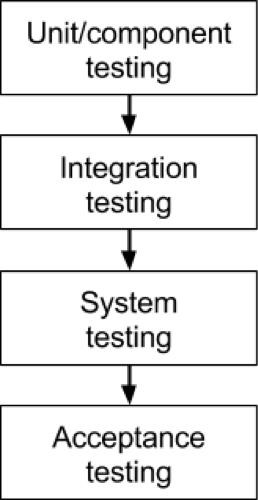 Unit/component
testing
Integration
testing
System
testing
Acceptance
testing